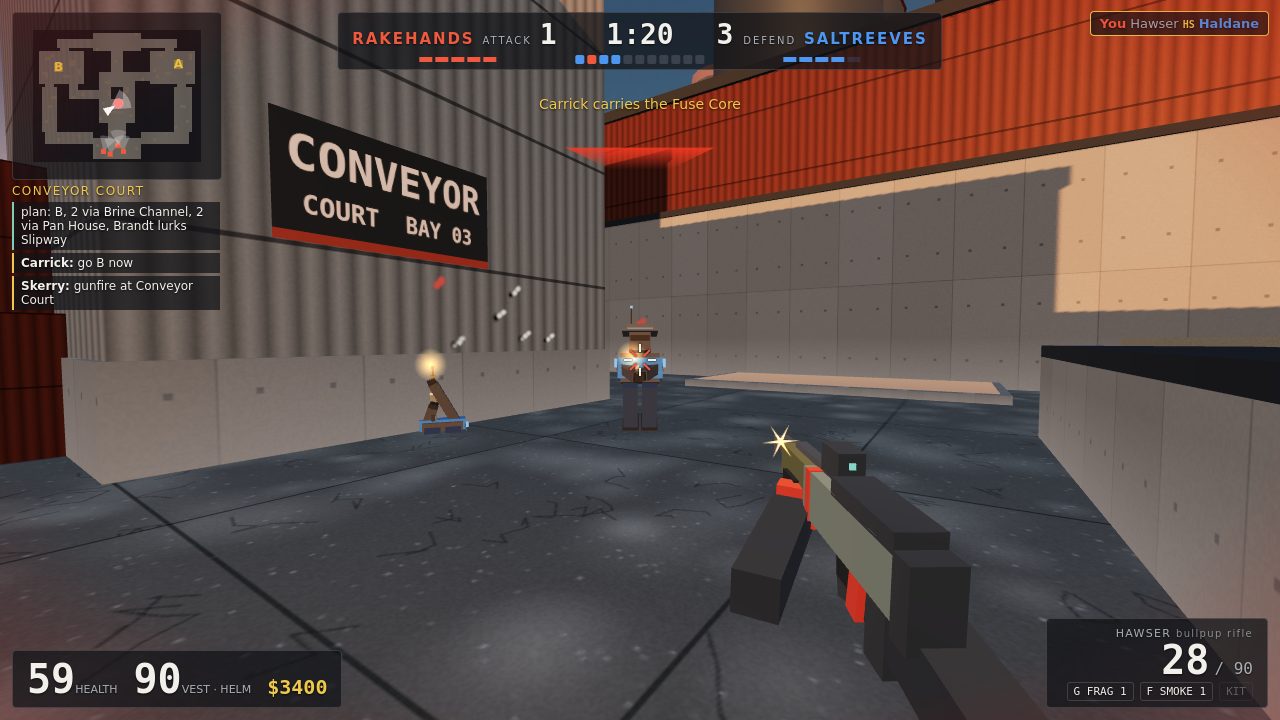 B
A
CONVEYOR COURT
plan: B, 2 via Brine Channel, 2
via Pan House, Brandt lurks
Slipway
Carrick: go B now
Skerry: gunfire at Conveyor
Court
RAKEHANDS ATTACK 1 1:20 3 DEFEND SALTREEVES
Carrick carries the Fuse Core
You Hawser HS Haldane
CONVEYOR
COURT BAY 03
59 HEALTH 90 VEST · HELM $3400
HAWSER bullpup rifle
28 / 90
G FRAG 1 F SMOKE 1 KIT